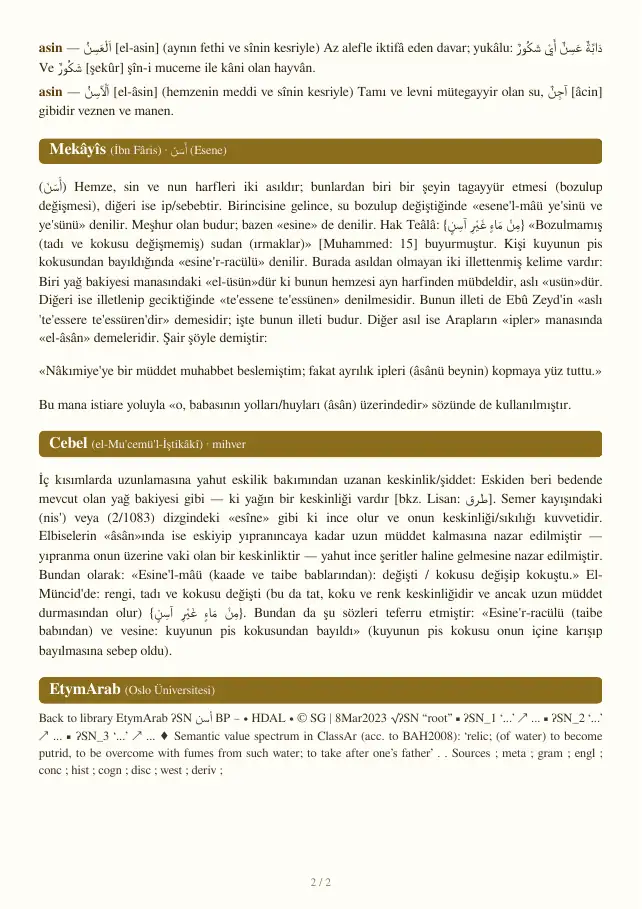 asin — اَلْعَسِنُ [el-asin] (aynın fethi ve sînin kesriyle) Az alefle iktifâ eden davar; yukâlu: دَابَّةٌ عَسِنٌ أَيْ شَكُورٌ
Ve شَكُورٌ [şekûr] şîn-i muceme ile kâni olan hayvân.
asin — اَلْآسِنُ [el-âsin] (hemzenin meddi ve sînin kesriyle) Tamı ve levni mütegayyir olan su, آجِنٌ [âcin]
gibidir veznen ve manen.
Mekâyîs (İbn Fâris) · أَسَنَ (Esene)
(أَسَنَ) Hemze, sin ve nun harfleri iki asıldır; bunlardan biri bir şeyin tagayyür etmesi (bozulup
değişmesi), diğeri ise ip/sebebtir. Birincisine gelince, su bozulup değiştiğinde «esene'l-mâü ye'sinü ve
ye'sünü» denilir. Meşhur olan budur; bazen «esine» de denilir. Hak Teâlâ: {مِنْ مَاءٍ غَيْرِ آسِنٍ} «Bozulmamış
(tadı ve kokusu değişmemiş) sudan (ırmaklar)» [Muhammed: 15] buyurmuştur. Kişi kuyunun pis
kokusundan bayıldığında «esine'r-racülü» denilir. Burada asıldan olmayan iki illettenmiş kelime vardır:
Biri yağ bakiyesi manasındaki «el-üsün»dür ki bunun hemzesi ayn harfinden mübdeldir, aslı «usün»dür.
Diğeri ise illetlenip geciktiğinde «te'essene te'essünen» denilmesidir. Bunun illeti de Ebû Zeyd'in «aslı
'te'essere te'essüren'dir» demesidir; işte bunun illeti budur. Diğer asıl ise Arapların «ipler» manasında
«el-âsân» demeleridir. Şair şöyle demiştir:
«Nâkımiye'ye bir müddet muhabbet beslemiştim; fakat ayrılık ipleri (âsânü beynin) kopmaya yüz tuttu.»
Bu mana istiare yoluyla «o, babasının yolları/huyları (âsân) üzerindedir» sözünde de kullanılmıştır.
Cebel (el-Mu'cemü'l-İştikâkî) · mihver
İç kısımlarda uzunlamasına yahut eskilik bakımından uzanan keskinlik/şiddet: Eskiden beri bedende
mevcut olan yağ bakiyesi gibi — ki yağın bir keskinliği vardır [bkz. Lisan: طرق]. Semer kayışındaki
(nis') veya (2/1083) dizgindeki «esîne» gibi ki ince olur ve onun keskinliği/sıkılığı kuvvetidir.
Elbiselerin «âsân»ında ise eskiyip yıpranıncaya kadar uzun müddet kalmasına nazar edilmiştir —
yıpranma onun üzerine vaki olan bir keskinliktir — yahut ince şeritler haline gelmesine nazar edilmiştir.
Bundan olarak: «Esine'l-mâü (kaade ve taibe bablarından): değişti / kokusu değişip kokuştu.» El-
Müncid'de: rengi, tadı ve kokusu değişti (bu da tat, koku ve renk keskinliğidir ve ancak uzun müddet
durmasından olur) {مِنْ مَاءٍ غَيْرِ آسِنٍ}. Bundan da şu sözleri teferru etmiştir: «Esine'r-racülü (taibe
babından) ve vesine: kuyunun pis kokusundan bayıldı» (kuyunun pis kokusu onun içine karışıp
bayılmasına sebep oldu).
EtymArab (Oslo Üniversitesi)
Back to library EtymArab ʔSN أسن BP – • HDAL • © SG | 8Mar2023 √ʔSN “root” ▪ ʔSN_1 ‘...’ ↗ ... ▪ ʔSN_2 ‘...’
↗ ... ▪ ʔSN_3 ‘...’ ↗ ... ♦ Semantic value spectrum in ClassAr (acc. to BAH2008): ‘relic; (of water) to become
putrid, to be overcome with fumes from such water; to take after one’s father’ . . Sources ; meta ; gram ; engl ;
conc ; hist ; cogn ; disc ; west ; deriv ;
2 / 2